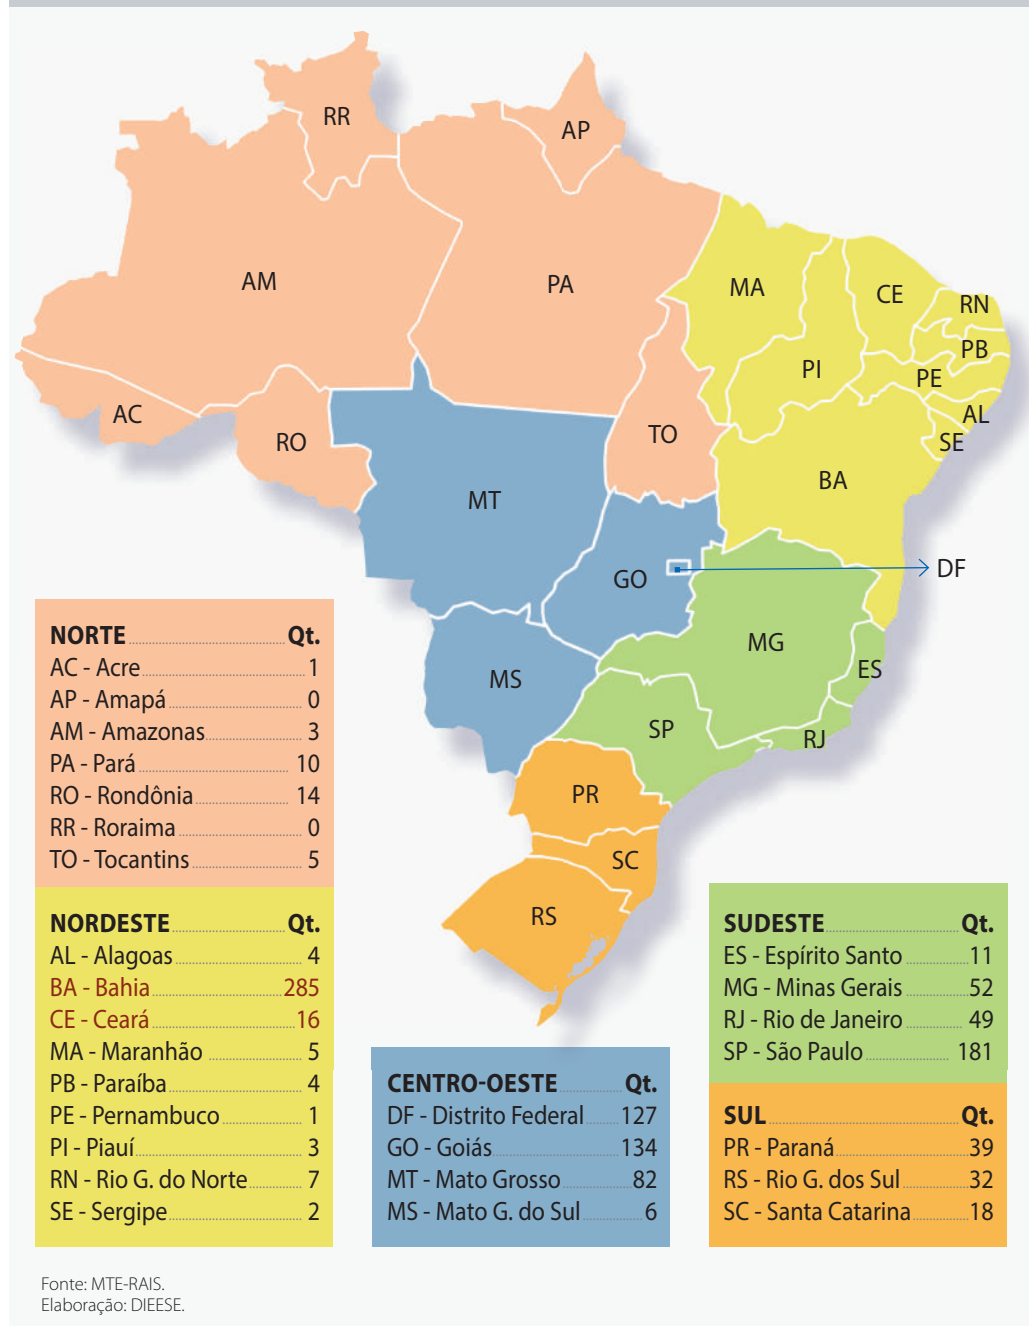 RR
AP
AM
PA
MA
CE
RN
PB
PI
PE
AL
AC
TO
SE
RO
BA
MT
DF
GO
MG
ES
MS
SP
RJ
PR
SC
RS
NORTE Qt.
AC - Acre 1
AP - Amapá 0
AM - Amazonas 3
PA - Pará 10
RO - Rondônia 14
RR - Roraima 0
TO - Tocantins 5
NORDESTE Qt.
AL - Alagoas 4
BA - Bahia 285
CE - Ceará 16
MA - Maranhão 5
PB - Paraíba 4
PE - Pernambuco 1
PI - Piauí 3
RN - Rio G. do Norte 7
SE - Sergipe 2
CENTRO-OESTE Qt.
DF - Distrito Federal 127
GO - Goiás 134
MT - Mato Grosso 82
MS - Mato G. do Sul 6
SUDESTE Qt.
ES - Espírito Santo 11
MG - Minas Gerais 52
RJ - Rio de Janeiro 49
SP - São Paulo 181
SUL Qt.
PR - Paraná 39
RS - Rio G. dos Sul 32
SC - Santa Catarina 18
Fonte: MTE-RAIS.
Elaboração: DIEESE.